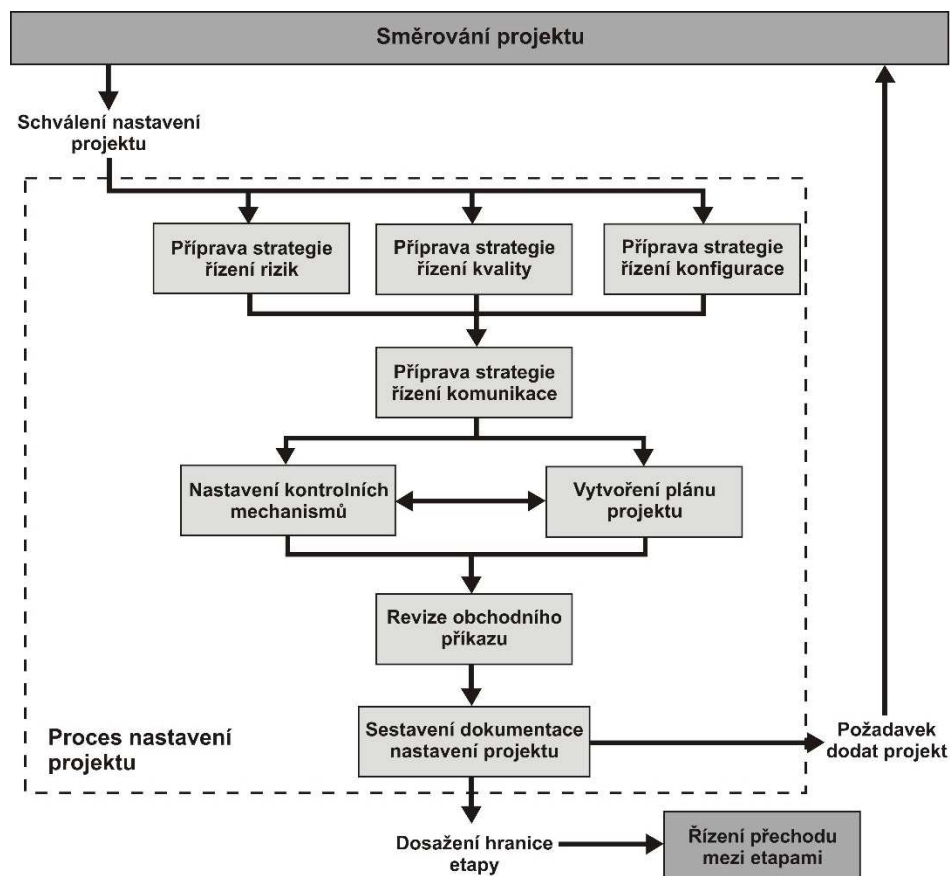 Směrování projektu
Schválení nastavení
projektu
Příprava strategie
řízení rizik
Příprava strategie
řízení kvality
Příprava strategie
řízení konfigurace
Příprava strategie
řízení komunikace
Nastavení kontrolních
mechanismů
Vytvoření plánu
projektu
Revize obchodního
příkazu
Sestavení dokumentace
nastavení projektu
Proces nastavení
projektu
Požadavek
dodat projekt
Dosažení hranice
etapy
Řízení přechodu
mezi etapami